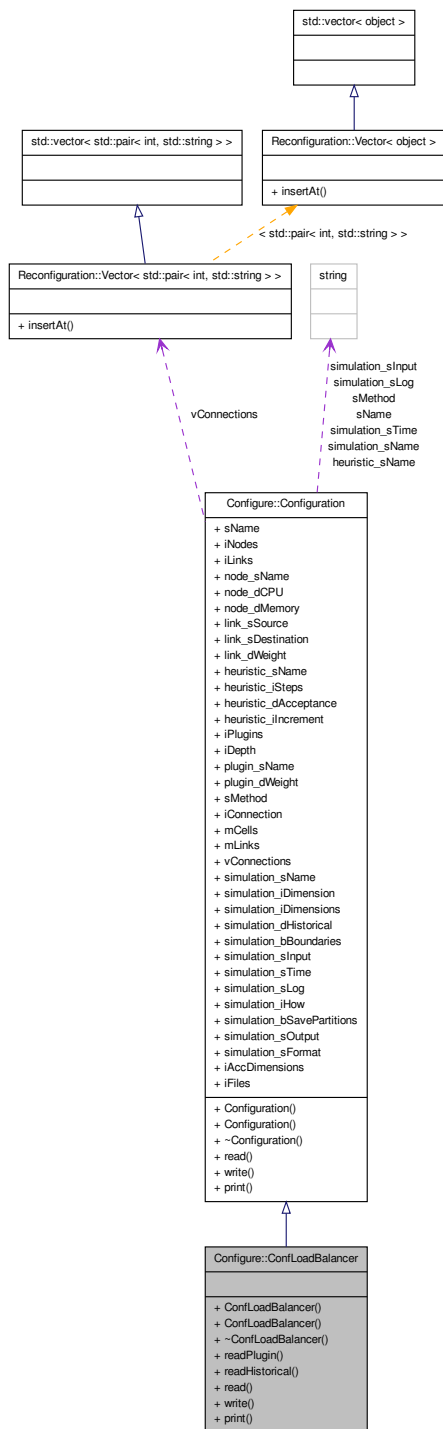 std::vector< object >
std::vector< std::pair< int, std::string > >
Reconfiguration::Vector< object >
+ insertAt()
< std::pair< int, std::string > >
Reconfiguration::Vector< std::pair< int, std::string > >
+ insertAt()
string
vConnections
simulation_sInput
simulation_sLog
sMethod
sName
simulation_sTime
simulation_sName
heuristic_sName
Configure::Configuration
+ sName
+ iNodes
+ iLinks
+ node_sName
+ node_dCPU
+ node_dMemory
+ link_sSource
+ link_sDestination
+ link_dWeight
+ heuristic_sName
+ heuristic_iSteps
+ heuristic_dAcceptance
+ heuristic_iIncrement
+ iPlugins
+ iDepth
+ plugin_sName
+ plugin_dWeight
+ sMethod
+ iConnection
+ mCells
+ mLinks
+ vConnections
+ simulation_sName
+ simulation_iDimension
+ simulation_iDimensions
+ simulation_dHistorical
+ simulation_bBoundaries
+ simulation_sInput
+ simulation_sTime
+ simulation_sLog
+ simulation_iHow
+ simulation_bSavePartitions
+ simulation_sOutput
+ simulation_sFormat
+ iAccDimensions
+ iFiles
+ Configuration()
+ Configuration()
+ ~Configuration()
+ read()
+ write()
+ print()
Configure::ConfLoadBalancer
+ ConfLoadBalancer()
+ ConfLoadBalancer()
+ ~ConfLoadBalancer()
+ readPlugin()
+ readHistorical()
+ read()
+ write()
+ print()